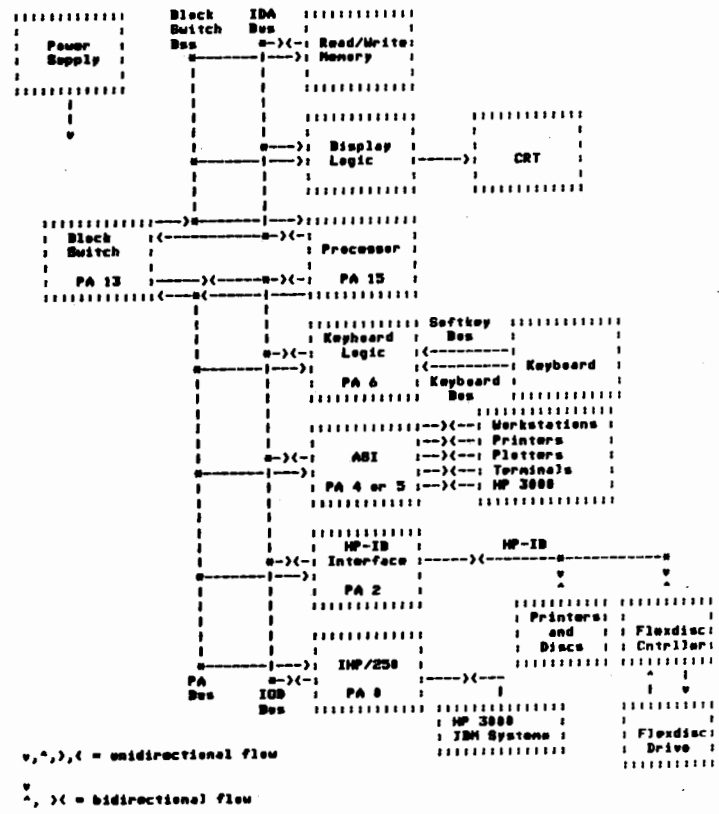 Block
Switch
Bus
IDA
Bus
Power
Supply
Read/Write
Memory
Display
Logic
CRT
Block
Switch
PA 13
Processor
PA 15
Keyboard
Logic
PA 6
Softkey
Bus
Keyboard
Bus
Keyboard
ASI
PA 4 or 5
Workstations
Printers
Plotters
Terminals
HP 3000
HP-IB
Interface
PA 2
HP-IB
Printers
and
Discs
Flexdisc
Cntrller
INP/250
PA 0
PA
Bus
IOD
Bus
HP 3000
IBM Systems
Flexdisc
Drive
v,^,>,< = unidirectional flow
v
^, >< = bidirectional flow